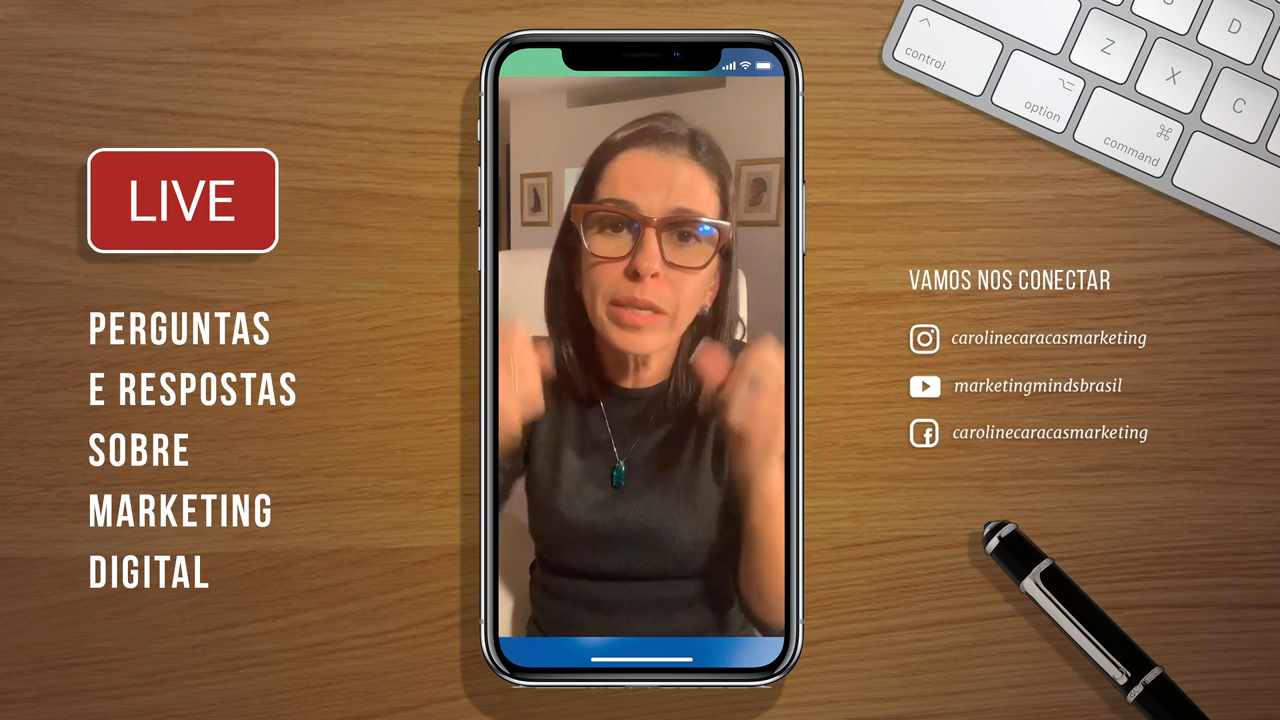 LIVE
PERGUNTAS
E RESPOSTAS
SOBRE
MARKETING
DIGITAL
VAMOS NOS CONECTAR
carolinecaracasmarketing
marketingmindsbrasil
carolinecaracasmarketing
control
option
command
Z
X
C
S
D